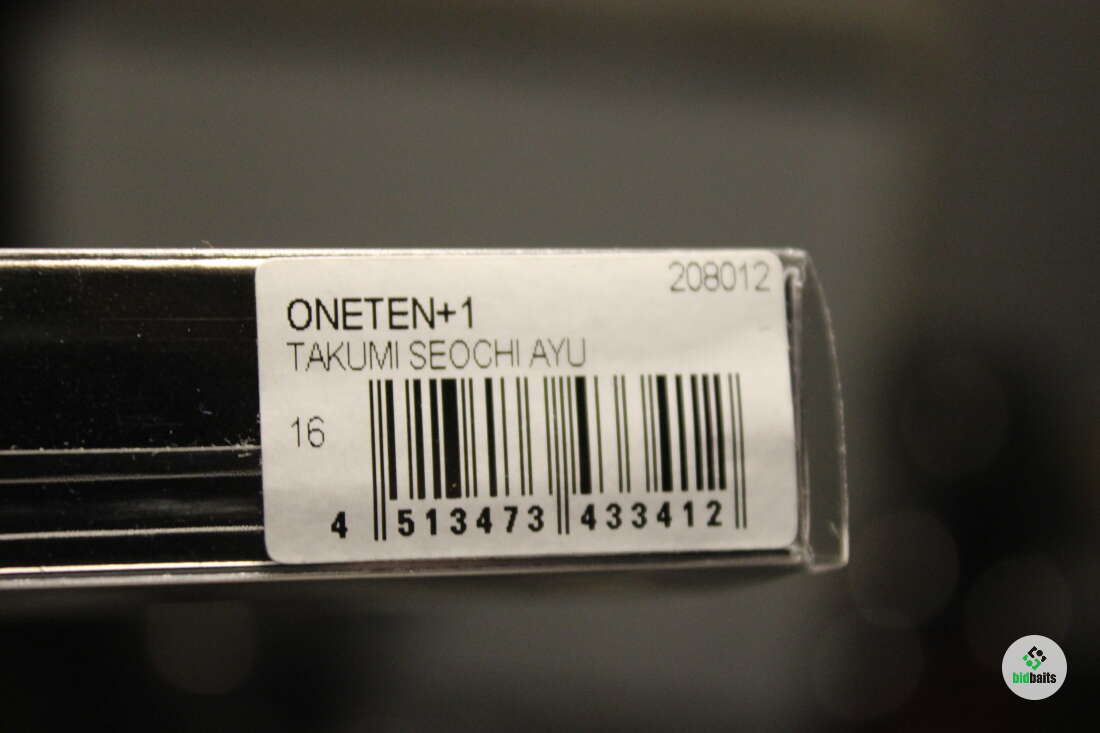 208012
ONETEN+1
TAKUMI SEOCHI AYU
16
4 513473 433412
bidbaits